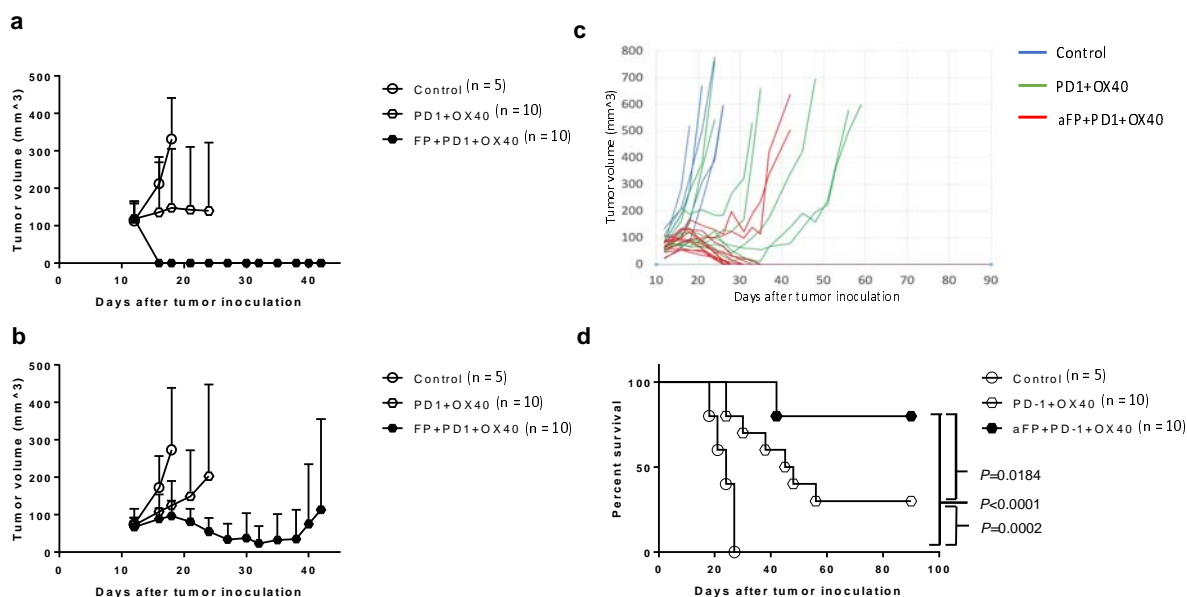 a
Tumor volume (mm^3)
500
400
300
200
100
0
0 10 20 30 40
Days after tumor inoculation
Control (n = 5)
PD1+OX40 (n = 10)
FP+PD1+OX40 (n = 10)
c
Tumor volume (mm^3)
800
700
600
500
400
300
200
100
0
10 20 30 40 50 60 70 80 90
Days after tumor inoculation
Control
PD1+OX40
aFP+PD1+OX40
b
Tumor volume (mm^3)
500
400
300
200
100
0
0 10 20 30 40
Days after tumor inoculation
Control (n = 5)
PD1+OX40 (n = 10)
FP+PD1+OX40 (n = 10)
d
Percent survival
100
50
0
0 20 40 60 80 100
Days after tumor inoculation
Control (n = 5)
PD-1+OX40 (n = 10)
aFP+PD-1+OX40 (n = 10)
P=0.0184
P<0.0001
P=0.0002